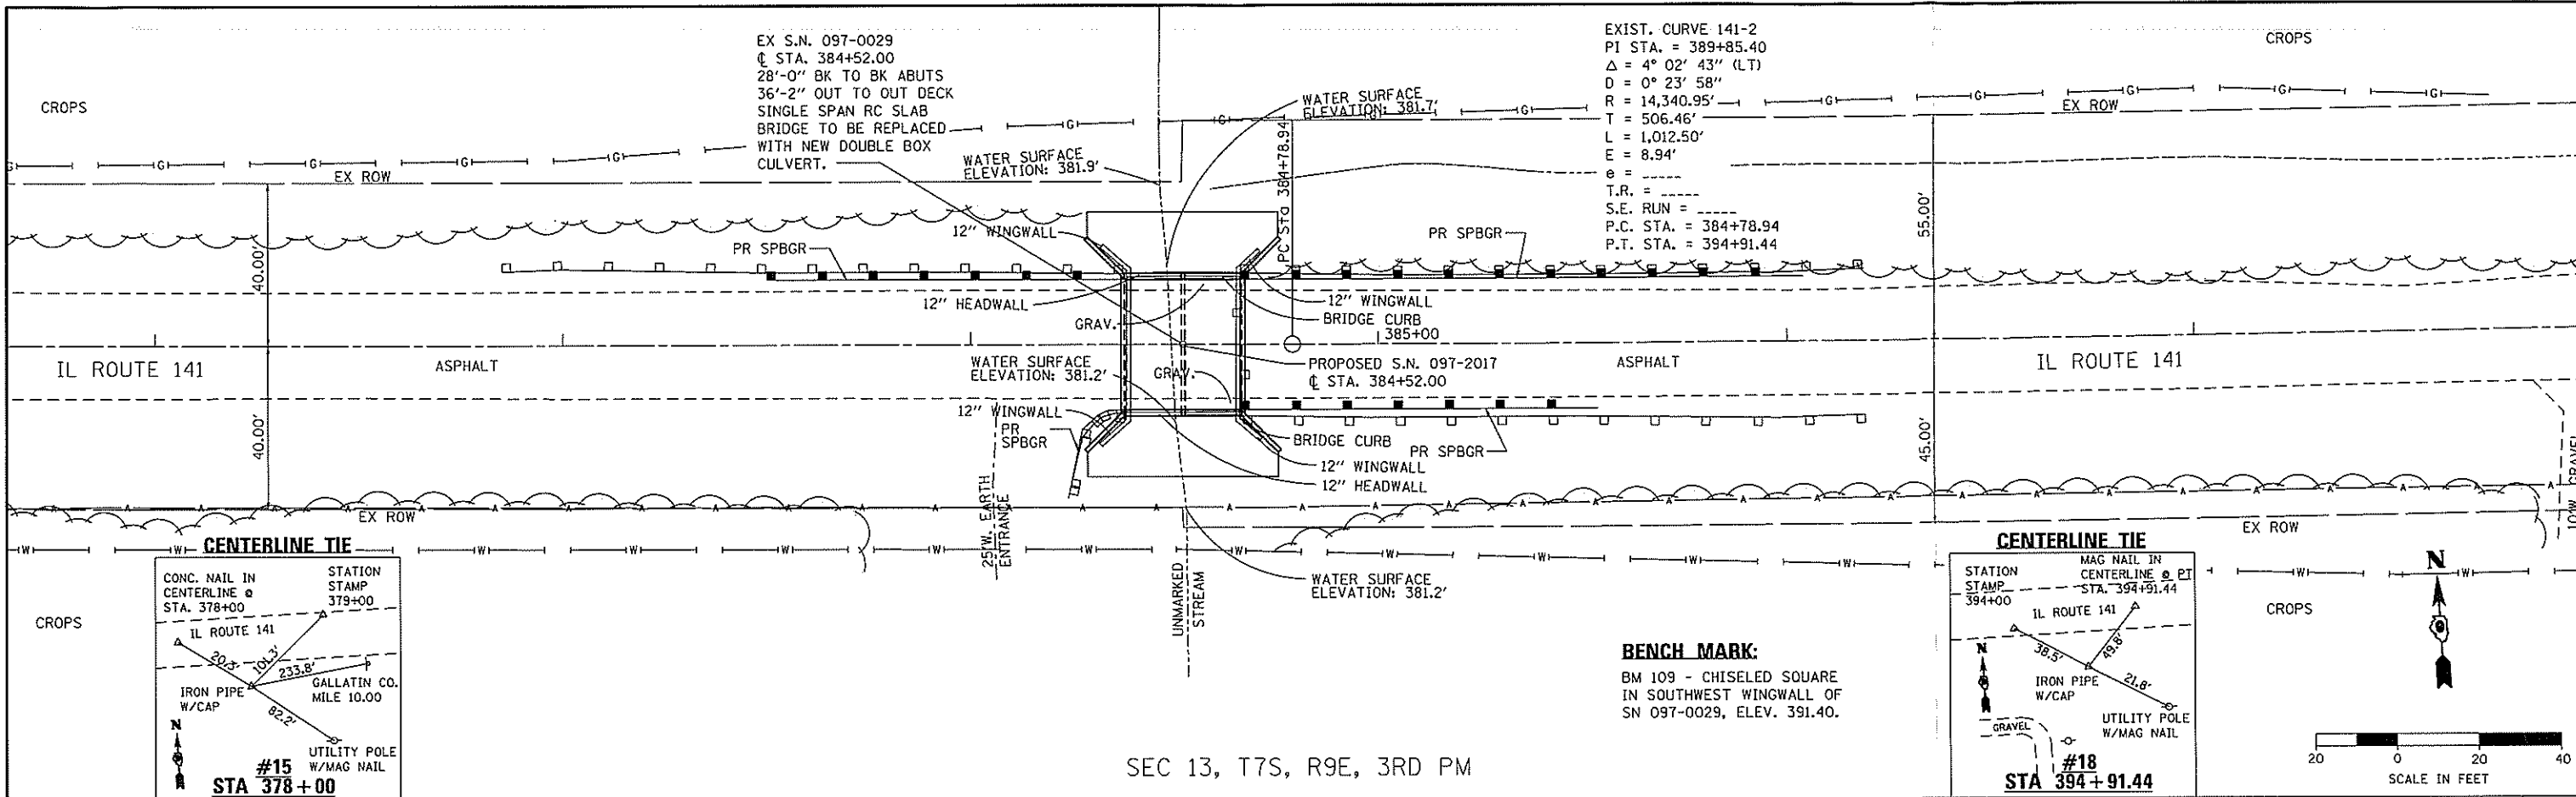 EX S.N. 097-0029
℄ STA. 384+52.00
28'-0" BK TO BK ABUTS
36'-2" OUT TO OUT DECK
SINGLE SPAN RC SLAB
BRIDGE TO BE REPLACED
WITH NEW DOUBLE BOX
CULVERT.
EXIST. CURVE 141-2
PI STA. = 389+85.40
Δ = 4° 02' 43" (LT)
D = 0° 23' 58"
R = 14,340.95'
T = 506.46'
L = 1,012.50'
E = 8.94'
e = _____
T.R. = _____
S.E. RUN = _____
P.C. STA. = 384+78.94
P.T. STA. = 394+91.44
CROPS
CROPS
WATER SURFACE
ELEVATION: 381.7'
WATER SURFACE
ELEVATION: 381.9'
G G G G G G G G G G G G G G G
EX ROW
EX ROW
PC Sta 384+78.94
40.00'
55.00'
12" WINGWALL
PR SPBGR
PR SPBGR
12" HEADWALL
12" WINGWALL
BRIDGE CURB
GRAV.
385+00
IL ROUTE 141
ASPHALT
WATER SURFACE
ELEVATION: 381.2'
GRAV.
PROPOSED S.N. 097-2017
℄ STA. 384+52.00
ASPHALT
IL ROUTE 141
12" WINGWALL
PR
SPBGR
40.00'
45.00'
BRIDGE CURB
PR SPBGR
12" WINGWALL
12" HEADWALL
25'W. EARTH
ENTRANCE
10'W GRAVEL
A A A A A A A A A A A A A A A A A A
EX ROW
EX ROW
W W W W W W W W W W W W W W
UNMARKED
STREAM
WATER SURFACE
ELEVATION: 381.2'
CROPS
CROPS
CENTERLINE TIE
CONC. NAIL IN
CENTERLINE @
STA. 378+00
STATION
STAMP
379+00
IL ROUTE 141
20.3'
101.3'
233.8'
GALLATIN CO.
MILE 10.00
IRON PIPE
W/CAP
82.2'
N
UTILITY POLE
W/MAG NAIL
#15
STA 378+00
BENCH MARK:
BM 109 - CHISELED SQUARE
IN SOUTHWEST WINGWALL OF
SN 097-0029, ELEV. 391.40.
SEC 13, T7S, R9E, 3RD PM
CENTERLINE TIE
STATION
STAMP
394+00
MAG NAIL IN
CENTERLINE @ PT
STA. 394+91.44
IL ROUTE 141
38.5'
49.8'
N
IRON PIPE
W/CAP
21.8'
GRAVEL
UTILITY POLE
W/MAG NAIL
#18
STA 394+91.44
N
20 0 20 40
SCALE IN FEET